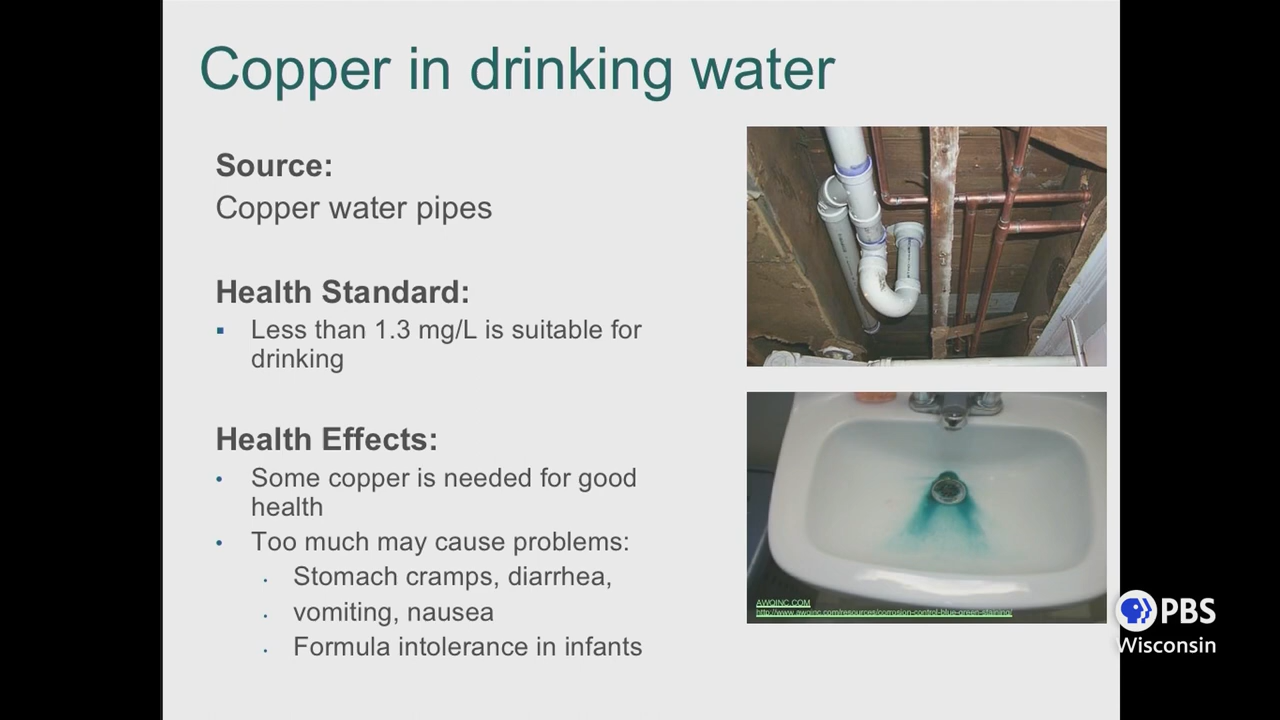 Copper in drinking water
Source:
Copper water pipes
Health Standard:
▪ Less than 1.3 mg/L is suitable for
drinking
Health Effects:
• Some copper is needed for good
health
• Too much may cause problems:
• Stomach cramps, diarrhea,
• vomiting, nausea
• Formula intolerance in infants
AWQINC.COM
http://www.awqinc.com/resources/corrosion-control-blue-green-staining/
PBS
Wisconsin